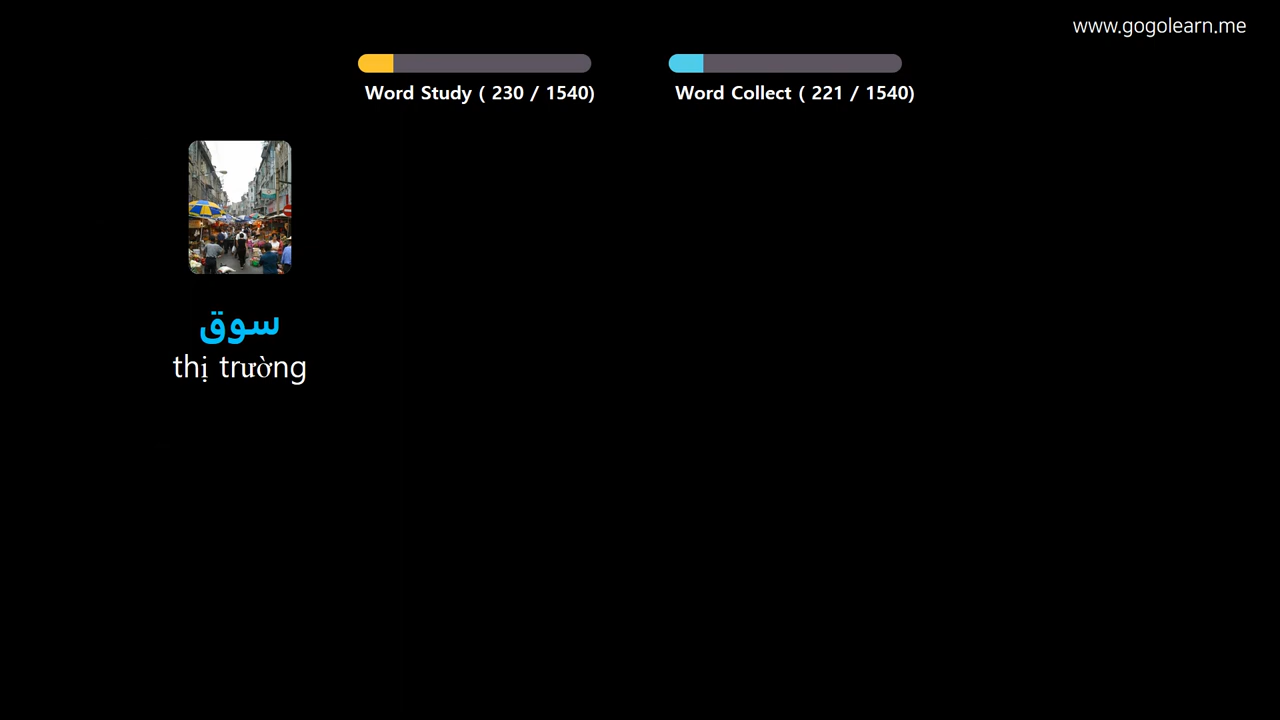 www.gogolearn.me
Word Study ( 230 / 1540)
Word Collect ( 221 / 1540)
سوق
thị trường